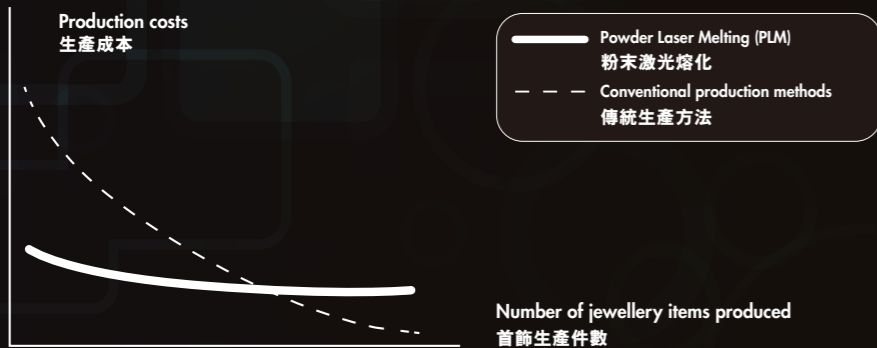 Production costs
生產成本
Powder Laser Melting (PLM)
粉末激光熔化
Conventional production methods
傳統生產方法
Number of jewellery items produced
首飾生產件數